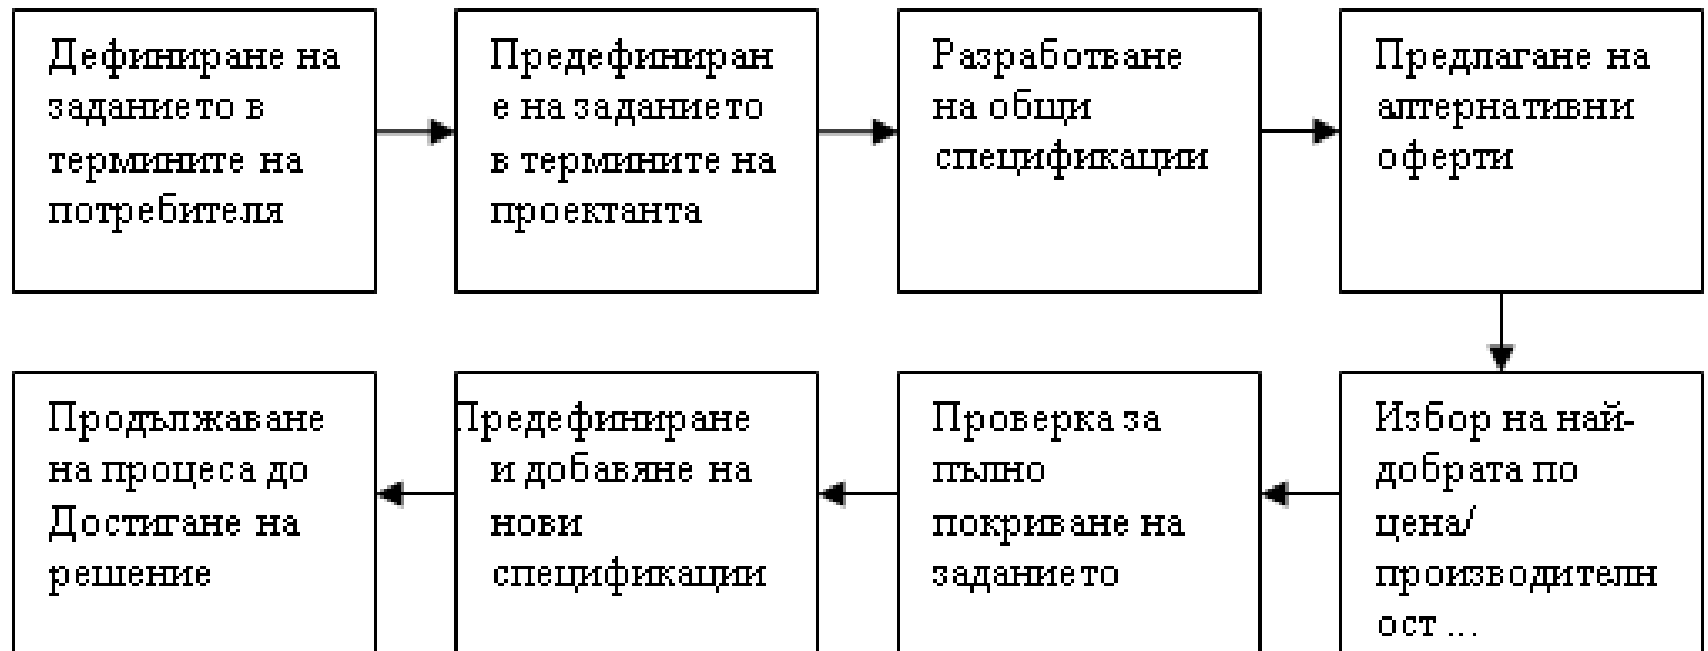 Дефиниране на
заданието в
термините на
потребителя
Предефиниран
е на заданието
в термините на
проектанта
Разработване
на общи
спецификации
Предлагане на
алтернативни
оферти
Избор на най-
добрата по
цена/
производителн
ост ...
Проверка за
пълно
покриване на
заданието
Предефиниране
и добавяне на
нови
спецификации
Продължаване
на процеса до
Достигане на
решение